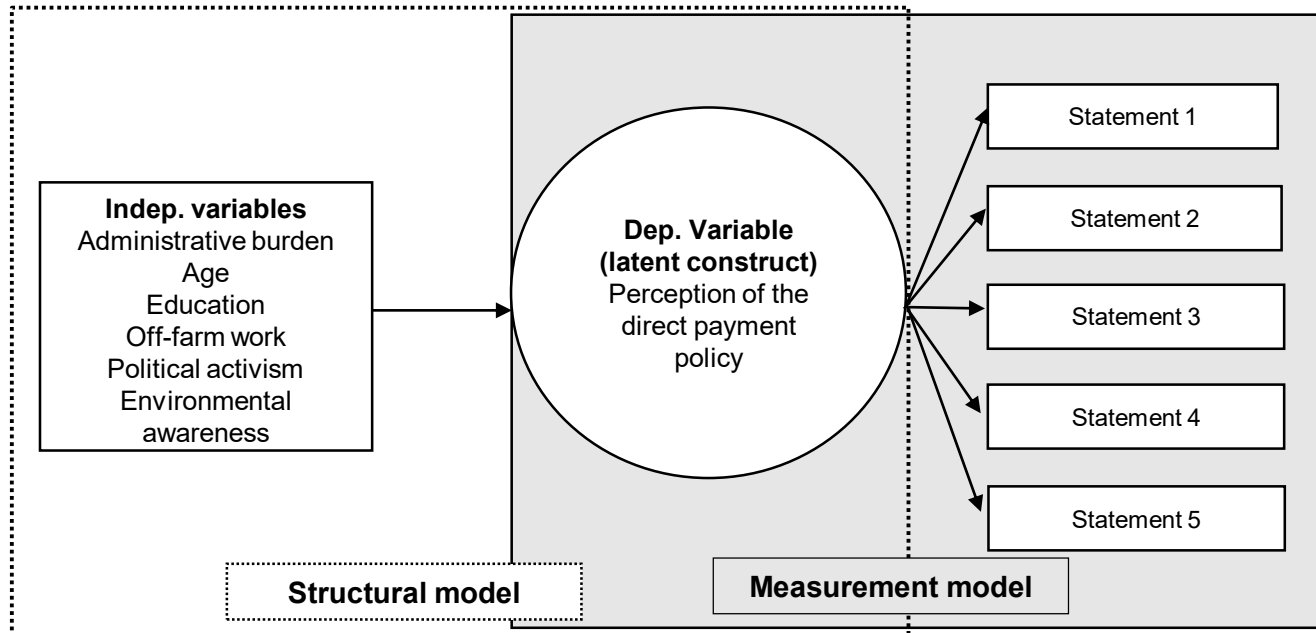 Indep. variables
Administrative burden
Age
Education
Off-farm work
Political activism
Environmental
awareness
Dep. Variable
(latent construct)
Perception of the
direct payment
policy
Statement 1
Statement 2
Statement 3
Statement 4
Statement 5
Structural model
Measurement model